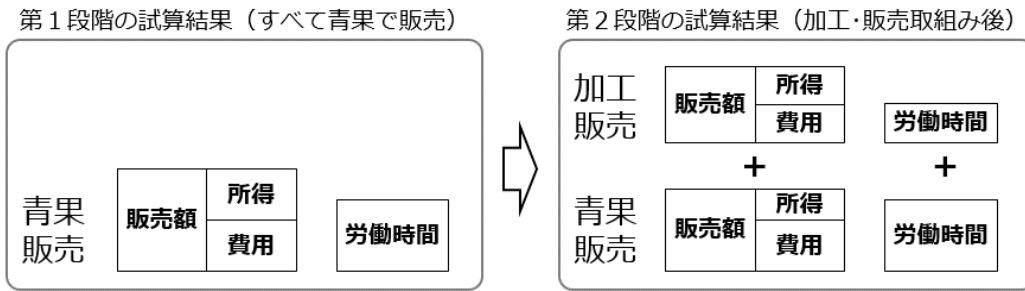 第1段階の試算結果（すべて青果で販売）
青果
販売
販売額
所得
費用
労働時間
第2段階の試算結果（加工・販売取組み後）
加工
販売
販売額
所得
費用
労働時間
+
+
青果
販売
販売額
所得
費用
労働時間